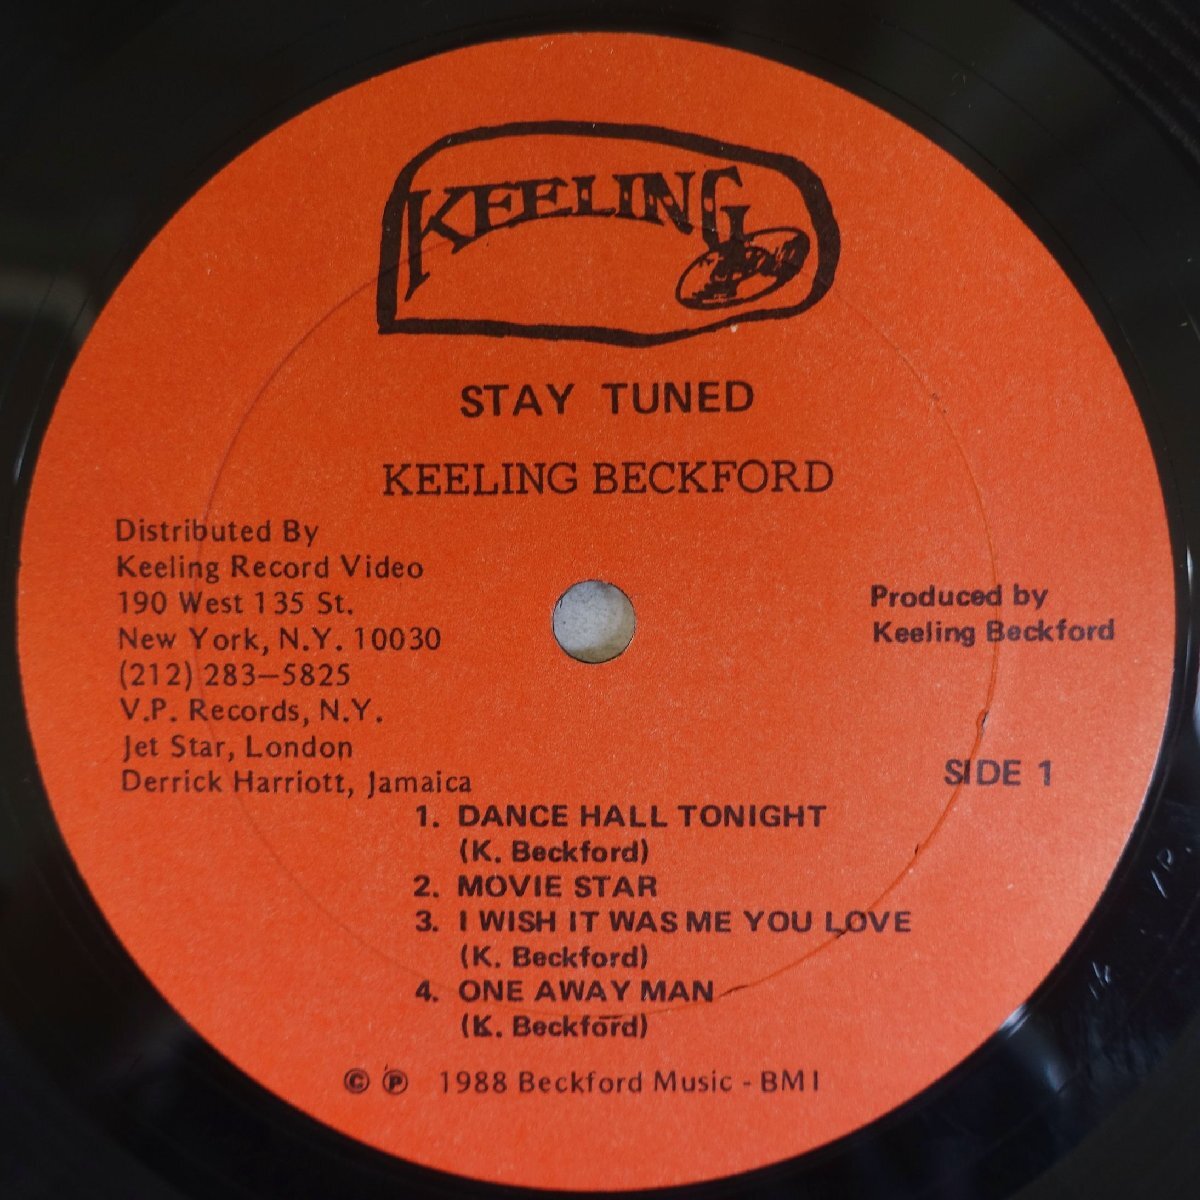 KEELING
STAY TUNED
KEELING BECKFORD
Distributed By
Keeling Record Video
190 West 135 St.
New York, N.Y. 10030
(212) 283-5825
V.P. Records, N.Y.
Jet Star, London
Derrick Harriott, Jamaica
Produced by
Keeling Beckford
SIDE 1
1. DANCE HALL TONIGHT
(K. Beckford)
2. MOVIE STAR
3. I WISH IT WAS ME YOU LOVE
(K. Beckford)
4. ONE AWAY MAN
(K. Beckford)
© ℗ 1988 Beckford Music - BMI